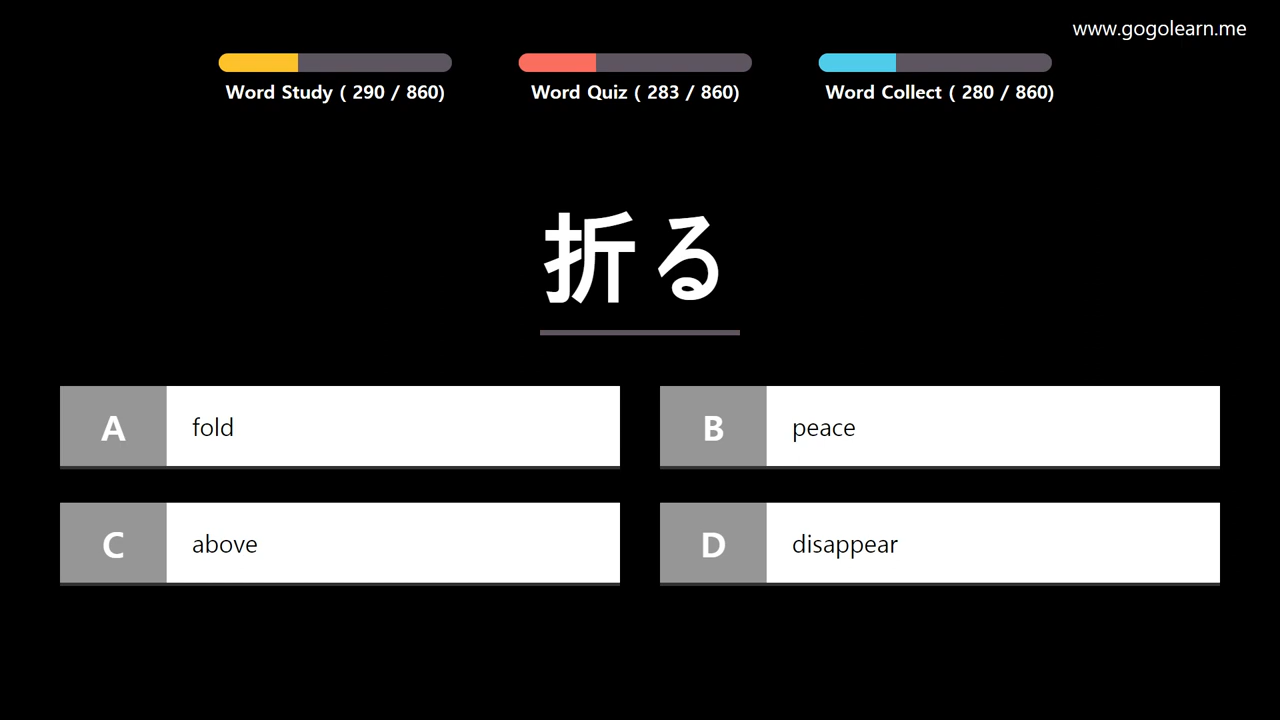 www.gogolearn.me
Word Study ( 290 / 860)
Word Quiz ( 283 / 860)
Word Collect ( 280 / 860)
折る
A fold
B peace
C above
D disappear